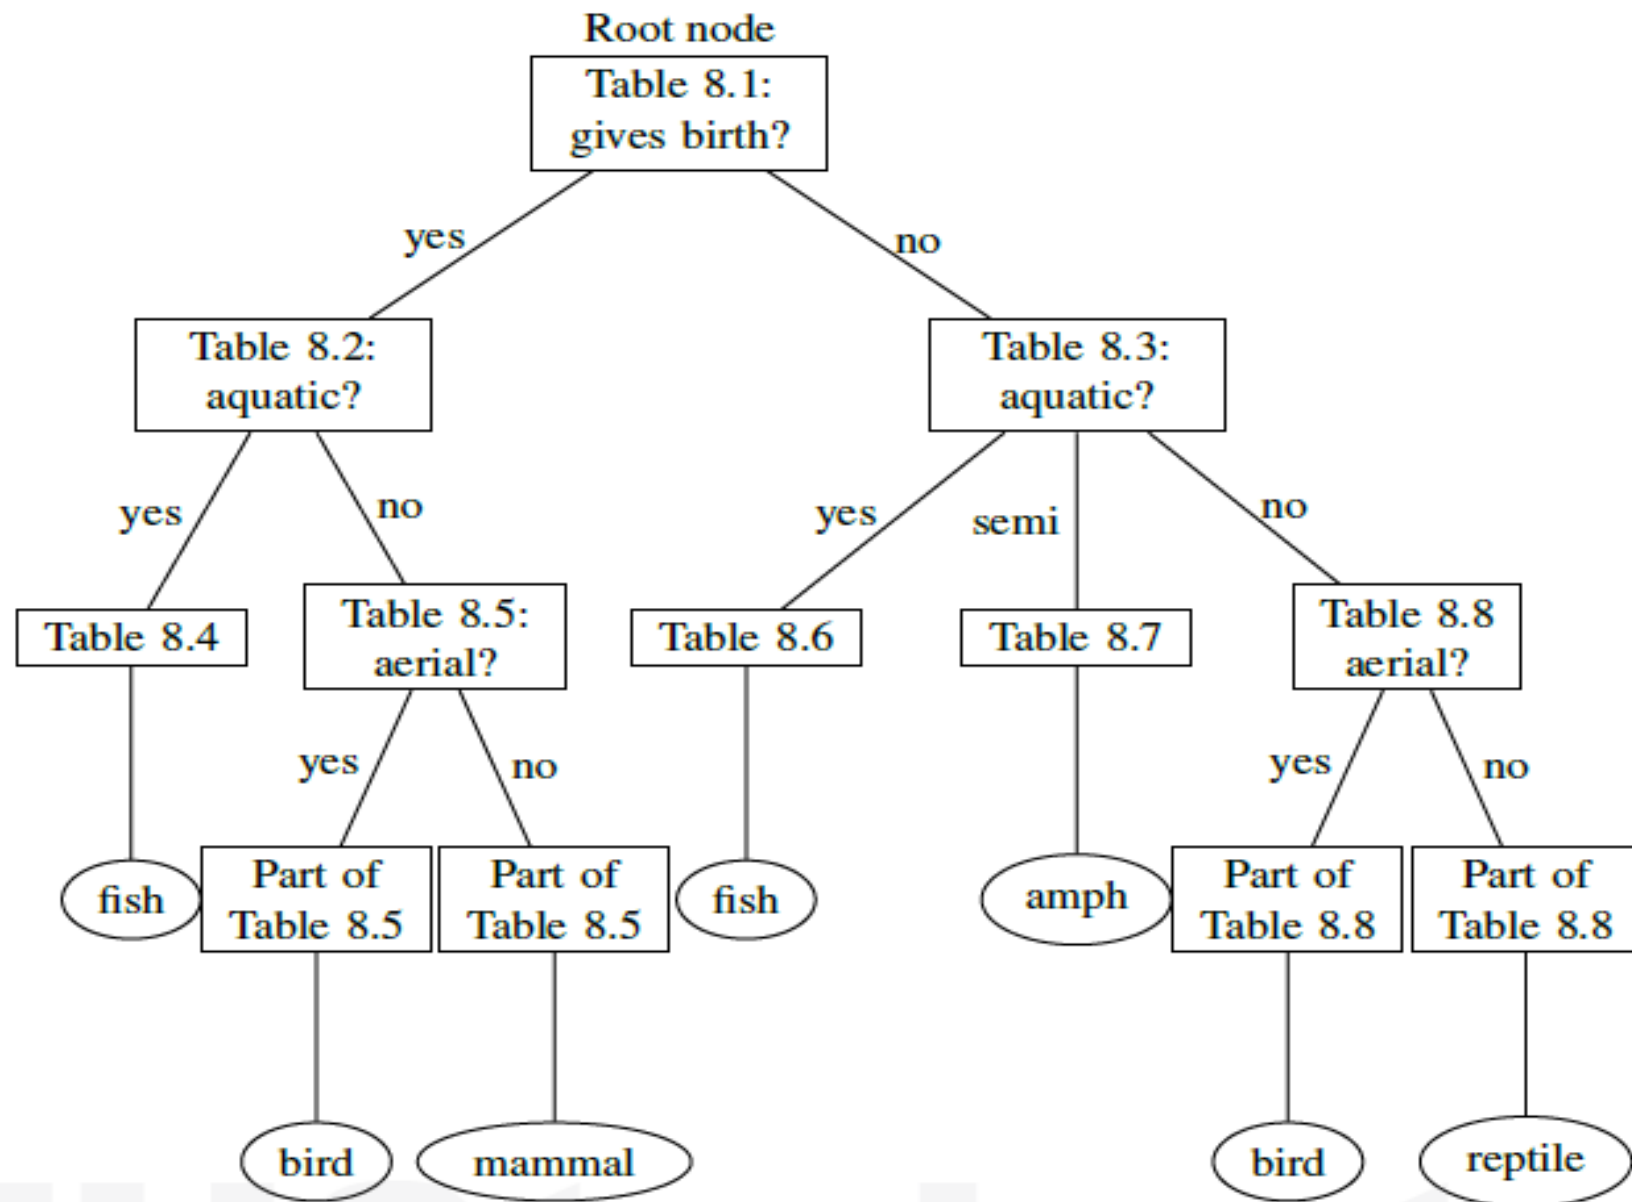 Root node
Table 8.1:
gives birth?
yes
no
Table 8.2:
aquatic?
Table 8.3:
aquatic?
yes
no
yes
semi
no
Table 8.4
Table 8.5:
aerial?
Table 8.6
Table 8.7
Table 8.8
aerial?
yes
no
yes
no
fish
Part of
Table 8.5
Part of
Table 8.5
fish
amph
Part of
Table 8.8
Part of
Table 8.8
bird
mammal
bird
reptile